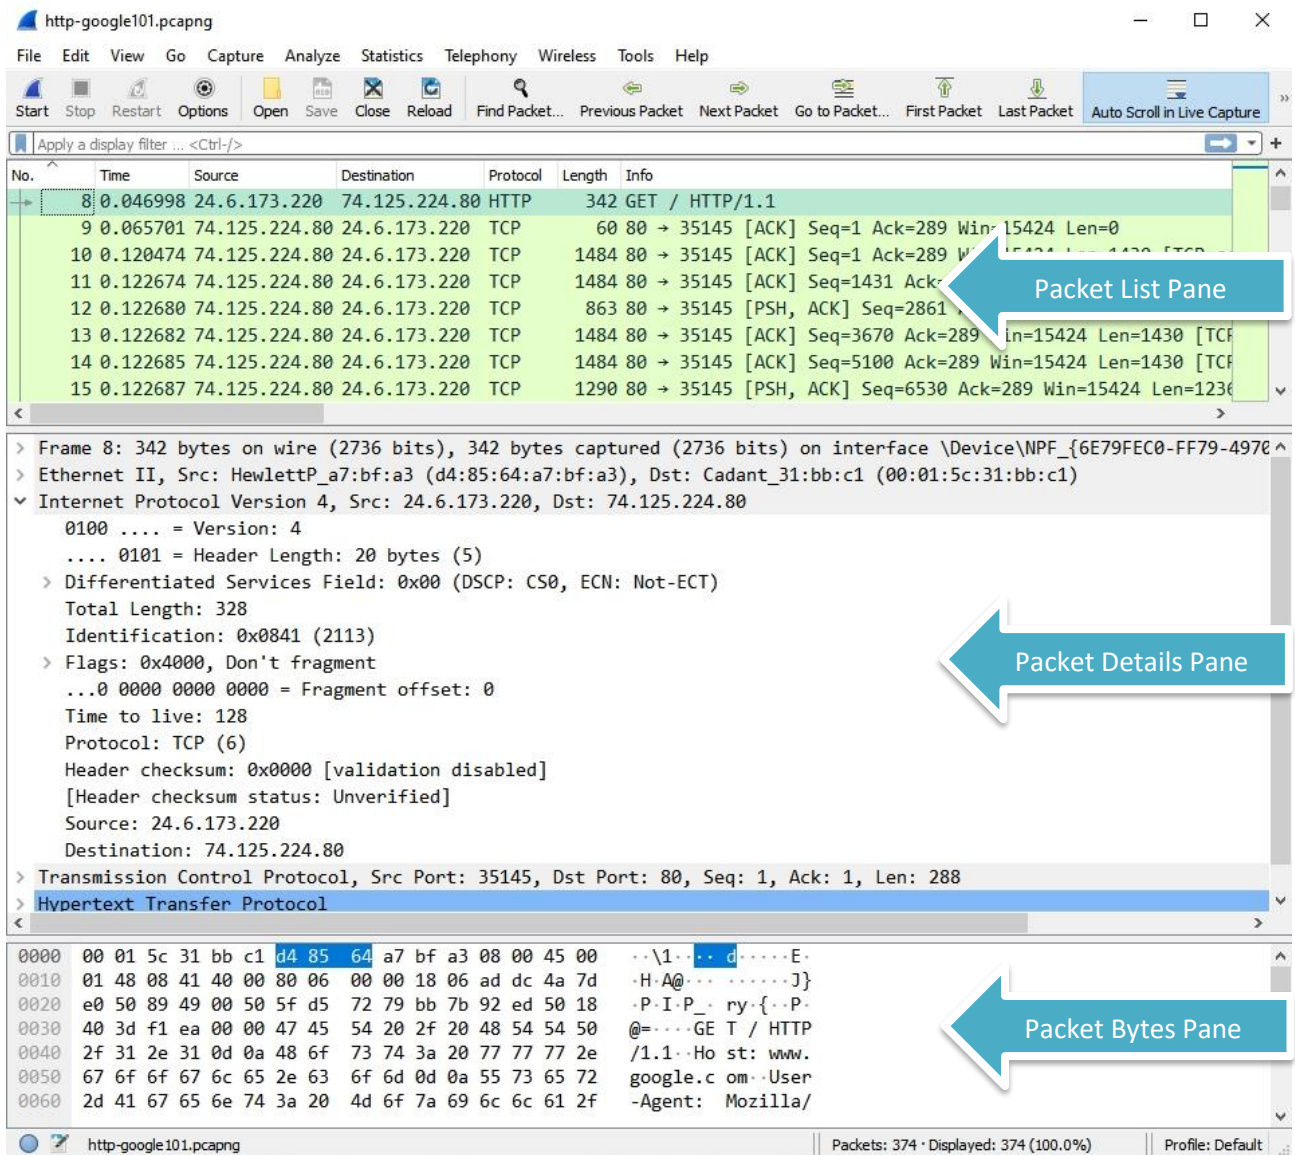 http-google101.pcapng
File Edit View Go Capture Analyze Statistics Telephony Wireless Tools Help
Start Stop Restart Options Open Save Close Reload Find Packet... Previous Packet Next Packet Go to Packet... First Packet Last Packet Auto Scroll in Live Capture »
Apply a display filter ... <Ctrl-/>
No. Time Source Destination Protocol Length Info
8 0.046998 24.6.173.220 74.125.224.80 HTTP 342 GET / HTTP/1.1
9 0.065701 74.125.224.80 24.6.173.220 TCP 60 80 → 35145 [ACK] Seq=1 Ack=289 Win=15424 Len=0
10 0.120474 74.125.224.80 24.6.173.220 TCP 1484 80 → 35145 [ACK] Seq=1 Ack=289
11 0.122674 74.125.224.80 24.6.173.220 TCP 1484 80 → 35145 [ACK] Seq=1431 Ack
Packet List Pane
12 0.122680 74.125.224.80 24.6.173.220 TCP 863 80 → 35145 [PSH, ACK] Seq=2861
13 0.122682 74.125.224.80 24.6.173.220 TCP 1484 80 → 35145 [ACK] Seq=3670 Ack=289 Win=15424 Len=1430 [TCP
14 0.122685 74.125.224.80 24.6.173.220 TCP 1484 80 → 35145 [ACK] Seq=5100 Ack=289 Win=15424 Len=1430 [TCP
15 0.122687 74.125.224.80 24.6.173.220 TCP 1290 80 → 35145 [PSH, ACK] Seq=6530 Ack=289 Win=15424 Len=1236
Frame 8: 342 bytes on wire (2736 bits), 342 bytes captured (2736 bits) on interface \Device\NPF_{6E79FEC0-FF79-4970
Ethernet II, Src: HewlettP_a7:bf:a3 (d4:85:64:a7:bf:a3), Dst: Cadant_31:bb:c1 (00:01:5c:31:bb:c1)
Internet Protocol Version 4, Src: 24.6.173.220, Dst: 74.125.224.80
0100 .... = Version: 4
.... 0101 = Header Length: 20 bytes (5)
Differentiated Services Field: 0x00 (DSCP: CS0, ECN: Not-ECT)
Total Length: 328
Identification: 0x0841 (2113)
Flags: 0x4000, Don't fragment
Packet Details Pane
...0 0000 0000 0000 = Fragment offset: 0
Time to live: 128
Protocol: TCP (6)
Header checksum: 0x0000 [validation disabled]
[Header checksum status: Unverified]
Source: 24.6.173.220
Destination: 74.125.224.80
Transmission Control Protocol, Src Port: 35145, Dst Port: 80, Seq: 1, Ack: 1, Len: 288
Hypertext Transfer Protocol
0000 00 01 5c 31 bb c1 d4 85 64 a7 bf a3 08 00 45 00 ··\1···· d·····E·
0010 01 48 08 41 40 00 80 06 00 00 18 06 ad dc 4a 7d ·H·A@··· ······J}
0020 e0 50 89 49 00 50 5f d5 72 79 bb 7b 92 ed 50 18 ·P·I·P_· ry·{··P·
0030 40 3d f1 ea 00 00 47 45 54 20 2f 20 48 54 54 50 @=····GE T / HTTP
Packet Bytes Pane
0040 2f 31 2e 31 0d 0a 48 6f 73 74 3a 20 77 77 77 2e /1.1··Ho st: www.
0050 67 6f 6f 67 6c 65 2e 63 6f 6d 0d 0a 55 73 65 72 google.c om··User
0060 2d 41 67 65 6e 74 3a 20 4d 6f 7a 69 6c 6c 61 2f -Agent:  Mozilla/
http-google101.pcapng Packets: 374 · Displayed: 374 (100.0%) Profile: Default